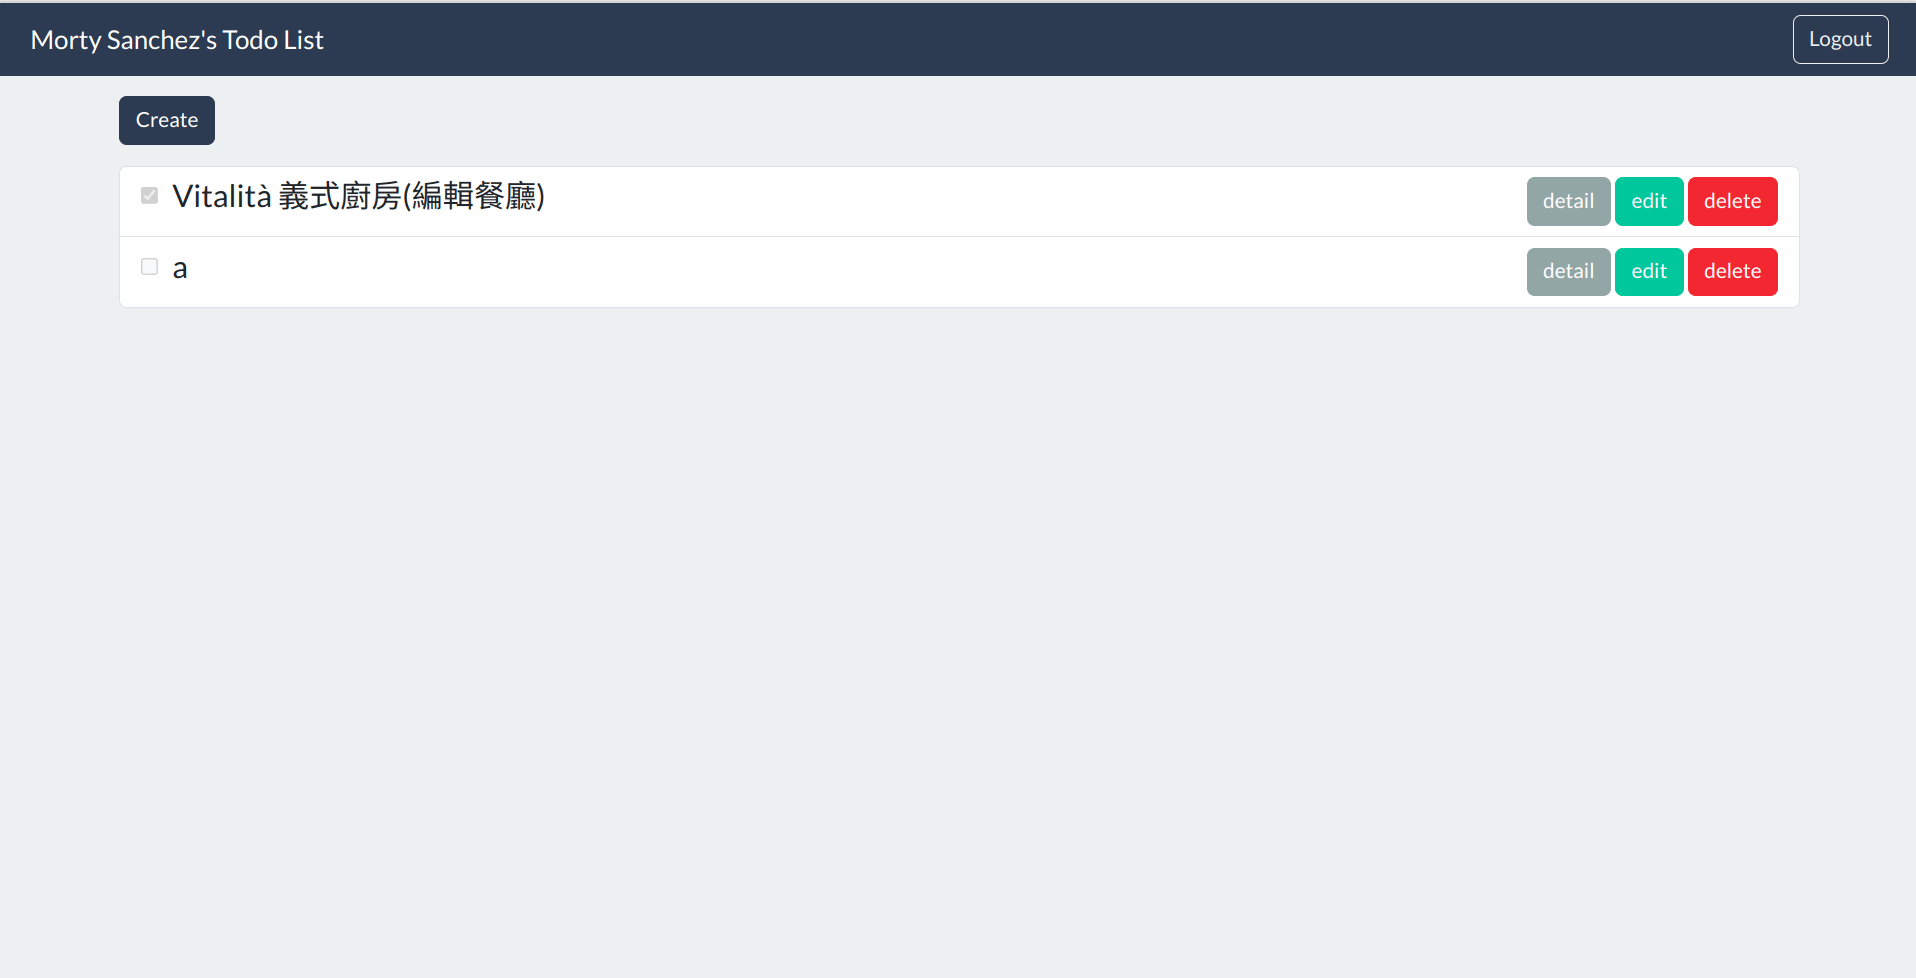 Morty Sanchez's Todo List Logout
Create
Vitalità 義式廚房(編輯餐廳) detail edit delete
a detail edit delete